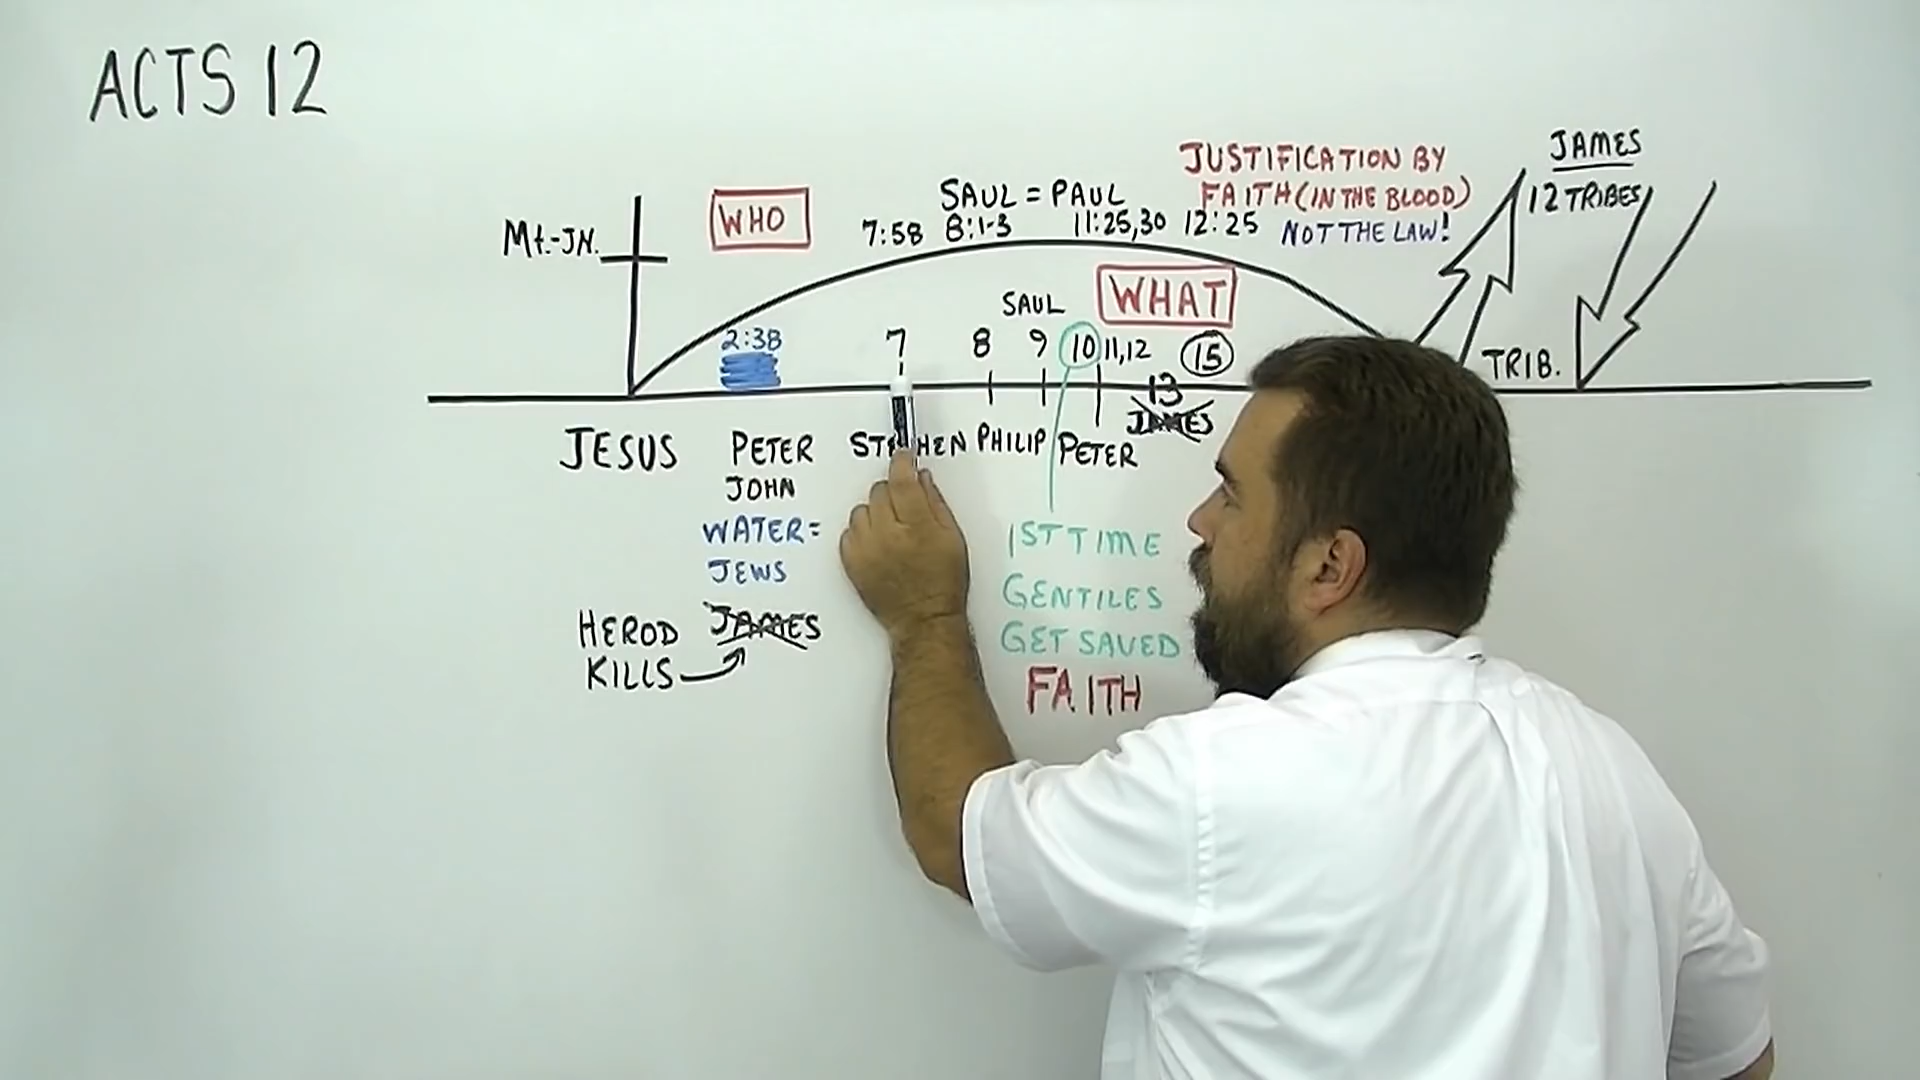 ACTS 12
JAMES
12 TRIBES
JUSTIFICATION BY
FAITH (IN THE BLOOD)
NOT THE LAW!
SAUL = PAUL
7:58 8:1-3 11:25,30 12:25
WHO
Mt.-JN.
WHAT
SAUL
2:38
7 8 9 10 11,12 15
TRIB.
13
JAMES
JESUS PETER STEPHEN PHILIP PETER
JOHN
WATER=
JEWS
HEROD JAMES
KILLS
1ST TIME
GENTILES
GET SAVED
FAITH